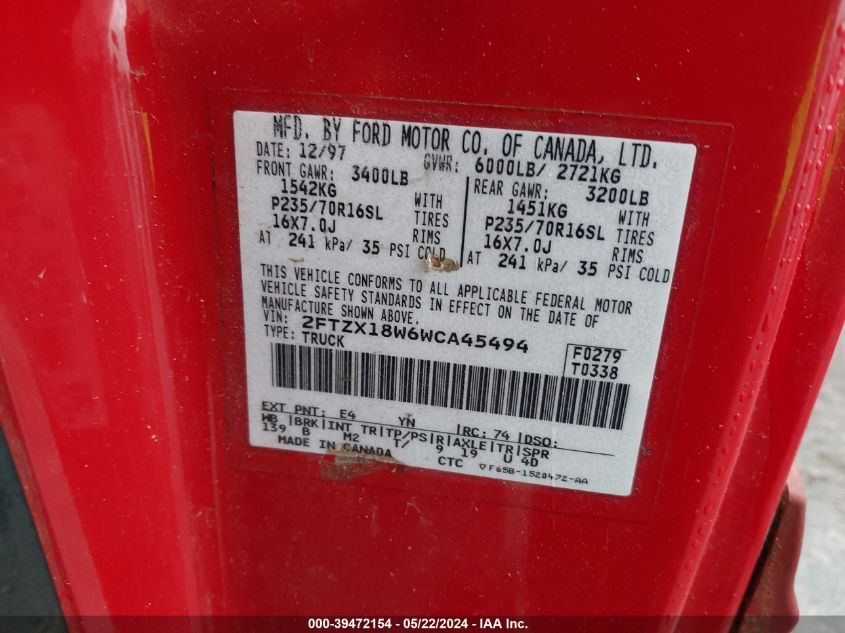 MFD. BY FORD MOTOR CO. OF CANADA, LTD.
DATE: 12/97 GVWR: 6000LB/ 2721KG
FRONT GAWR: 3400LB REAR GAWR: 3200LB
1542KG WITH 1451KG WITH
P235/70R16SL TIRES P235/70R16SL TIRES
16X7.0J RIMS 16X7.0J RIMS
AT 241 kPa/ 35 PSI COLD AT 241 kPa/ 35 PSI COLD
THIS VEHICLE CONFORMS TO ALL APPLICABLE FEDERAL MOTOR
VEHICLE SAFETY STANDARDS IN EFFECT ON THE DATE OF
MANUFACTURE SHOWN ABOVE.
VIN: 2FTZX18W6WCA45494
TYPE: TRUCK
F0279
T0338
EXT PNT: E4 YN RC: 74 DSO:
WB BRK INT TR TP/PS R AXLE TR SPR
139 B M2 T/ 9 19 U 4D
MADE IN CANADA CTC F65B-1520472-AA
000-39472154 - 05/22/2024 - IAA Inc.